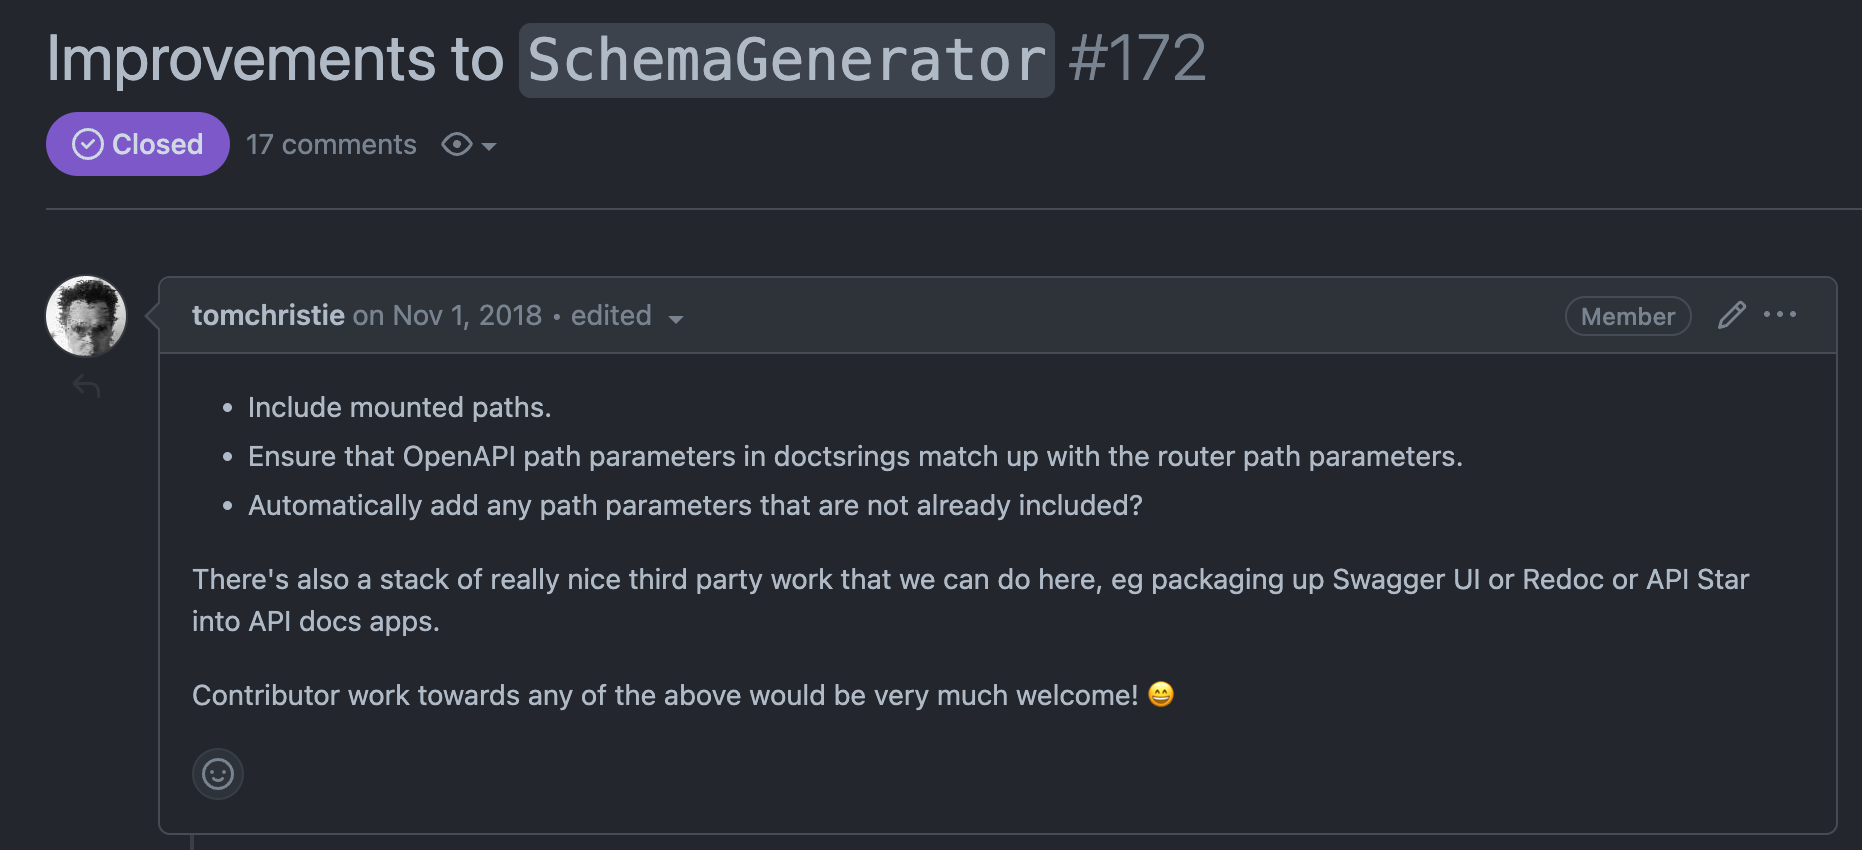 Improvements to SchemaGenerator #172
Closed 17 comments
tomchristie on Nov 1, 2018 • edited Member
• Include mounted paths.
• Ensure that OpenAPI path parameters in doctsrings match up with the router path parameters.
• Automatically add any path parameters that are not already included?
There's also a stack of really nice third party work that we can do here, eg packaging up Swagger UI or Redoc or API Star
into API docs apps.
Contributor work towards any of the above would be very much welcome! 😄